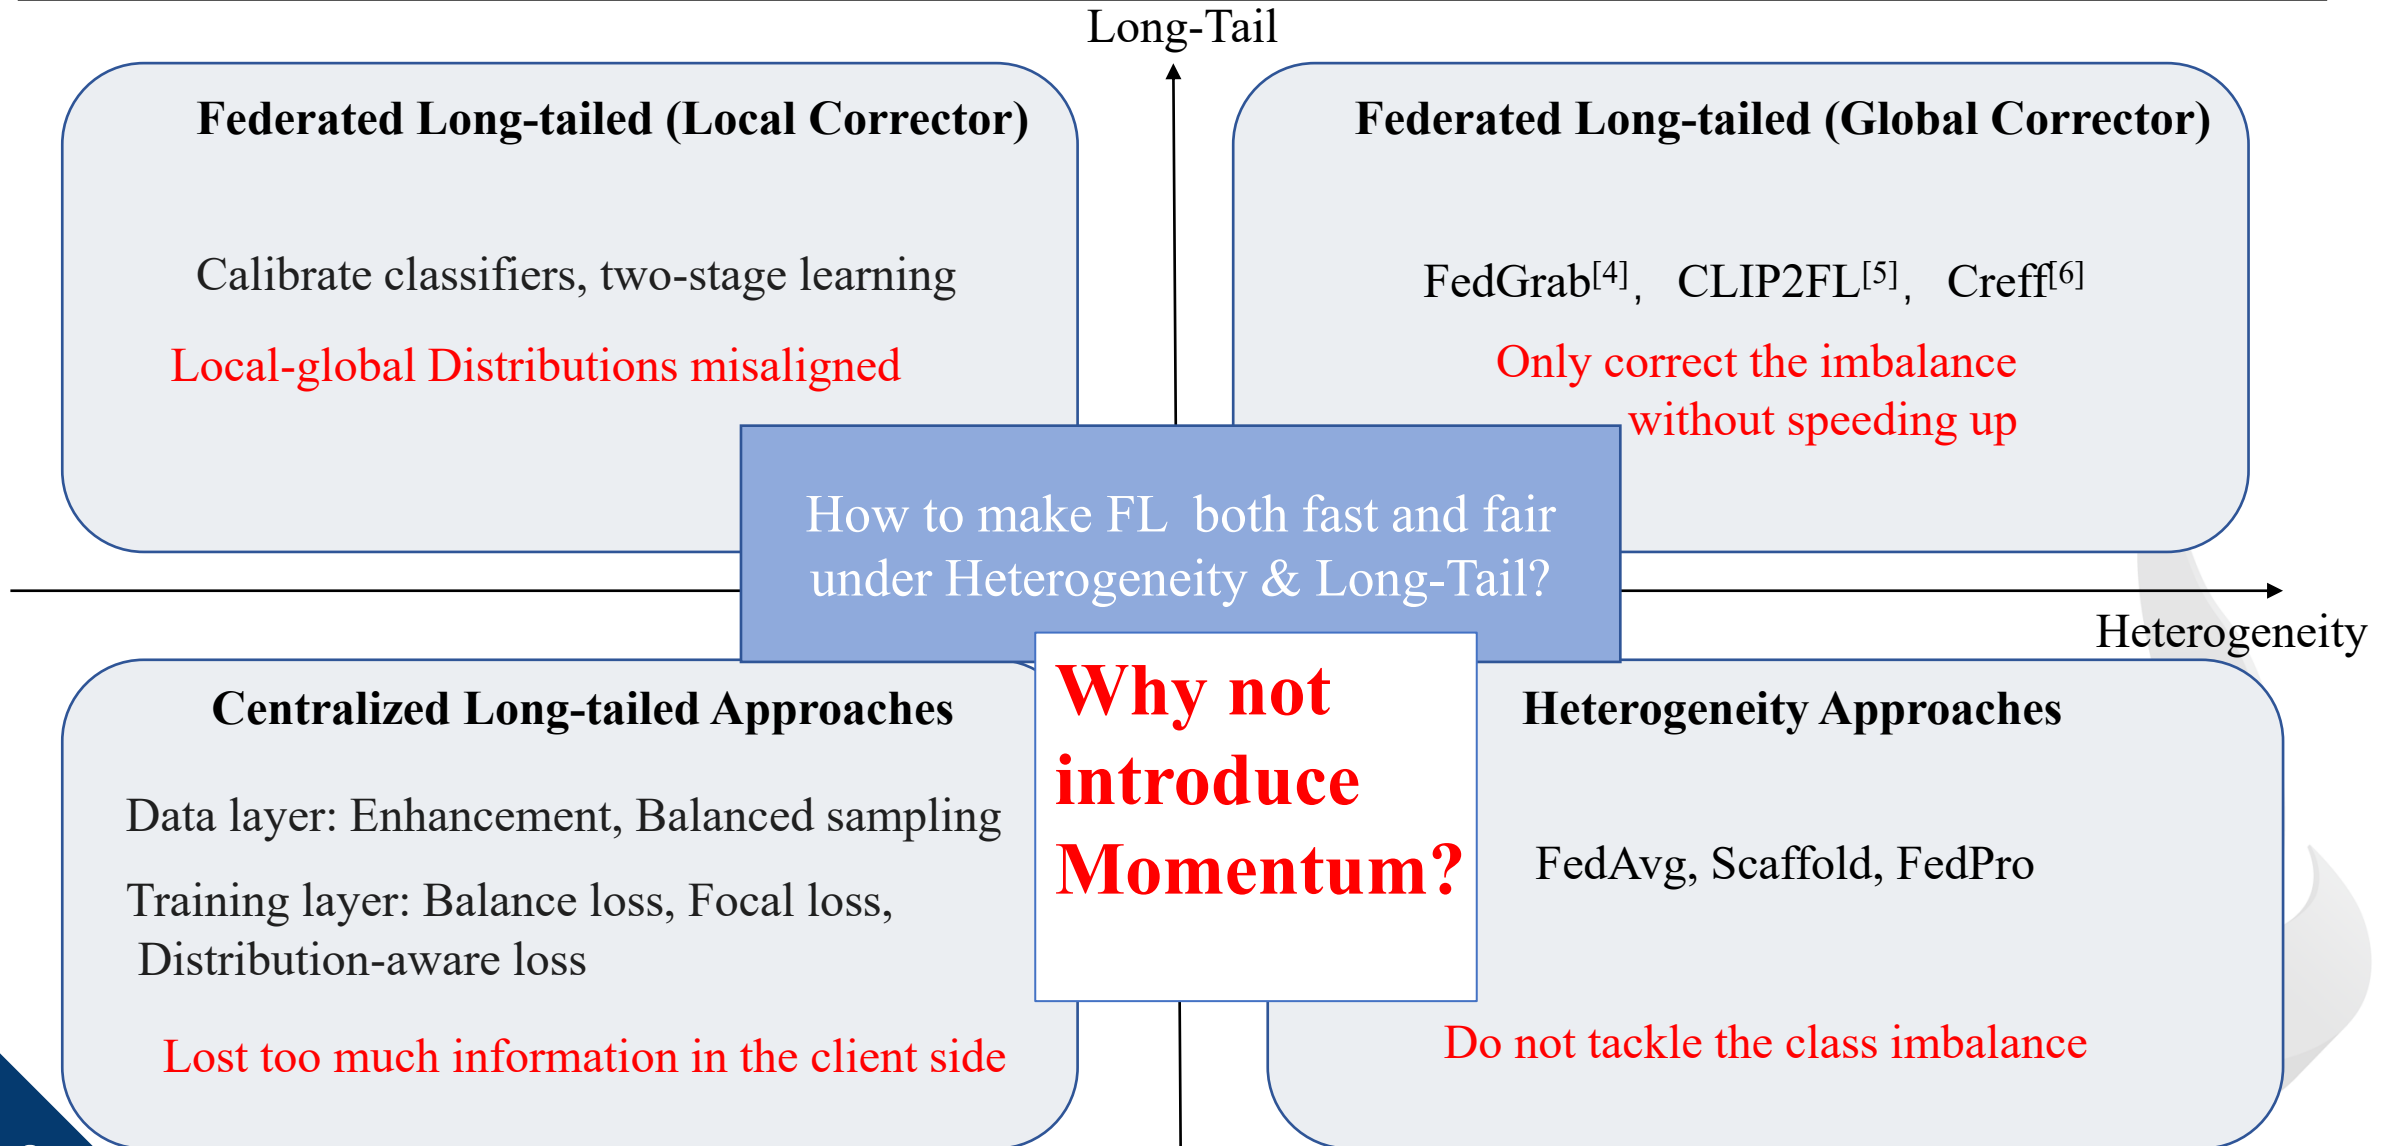 Long-Tail
Federated Long-tailed (Local Corrector)
Calibrate classifiers, two-stage learning
Local-global Distributions misaligned
Federated Long-tailed (Global Corrector)
FedGrab[4], CLIP2FL[5], Creff[6]
Only correct the imbalance
without speeding up
How to make FL both fast and fair
under Heterogeneity & Long-Tail?
Heterogeneity
Centralized Long-tailed Approaches
Data layer: Enhancement, Balanced sampling
Training layer: Balance loss, Focal loss,
Distribution-aware loss
Lost too much information in the client side
Why not
introduce
Momentum?
Heterogeneity Approaches
FedAvg, Scaffold, FedPro
Do not tackle the class imbalance